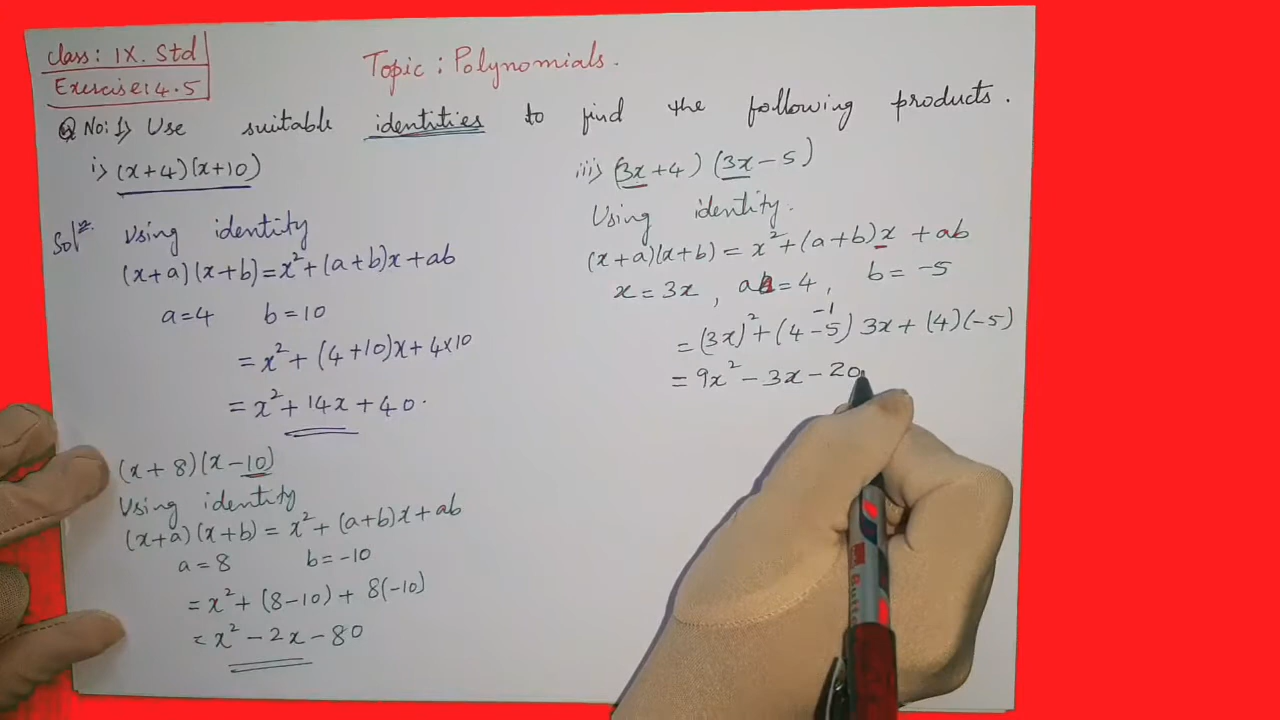 Class: IX. Std
Exercise: 4.5
Topic: Polynomials.
Q No: 1) Use suitable identities to find the following products.
i) (x+4)(x+10)
Solⁿ. Using identity
(x+a)(x+b)=x²+(a+b)x+ab
a=4 b=10
=x²+(4+10)x+4×10
=x²+14x+40.
(x+8)(x-10)
Using identity
(x+a)(x+b)=x²+(a+b)x+ab
a=8 b=-10
=x²+(8-10)+8(-10)
=x²-2x-80
iii) (3x+4)(3x-5)
Using identity.
(x+a)(x+b)=x²+(a+b)x+ab
x=3x, a=4, b=-5
-1
=(3x)²+(4-5)3x+(4)(-5)
=9x²-3x-20